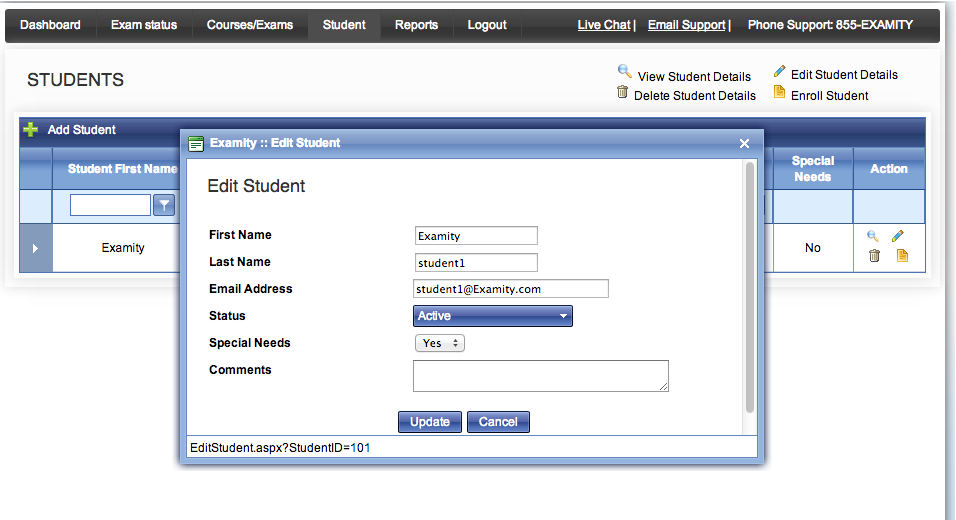 Dashboard Exam status Courses/Exams Student Reports Logout Live Chat | Email Support | Phone Support: 855-EXAMITY
STUDENTS
View Student Details Edit Student Details
Delete Student Details Enroll Student
Add Student
Examity :: Edit Student
Student First Name Special Needs Action
Edit Student
First Name Examity
Last Name student1
Email Address student1@Examity.com
Status Active
Special Needs Yes
Comments
Examity No
Update Cancel
EditStudent.aspx?StudentID=101